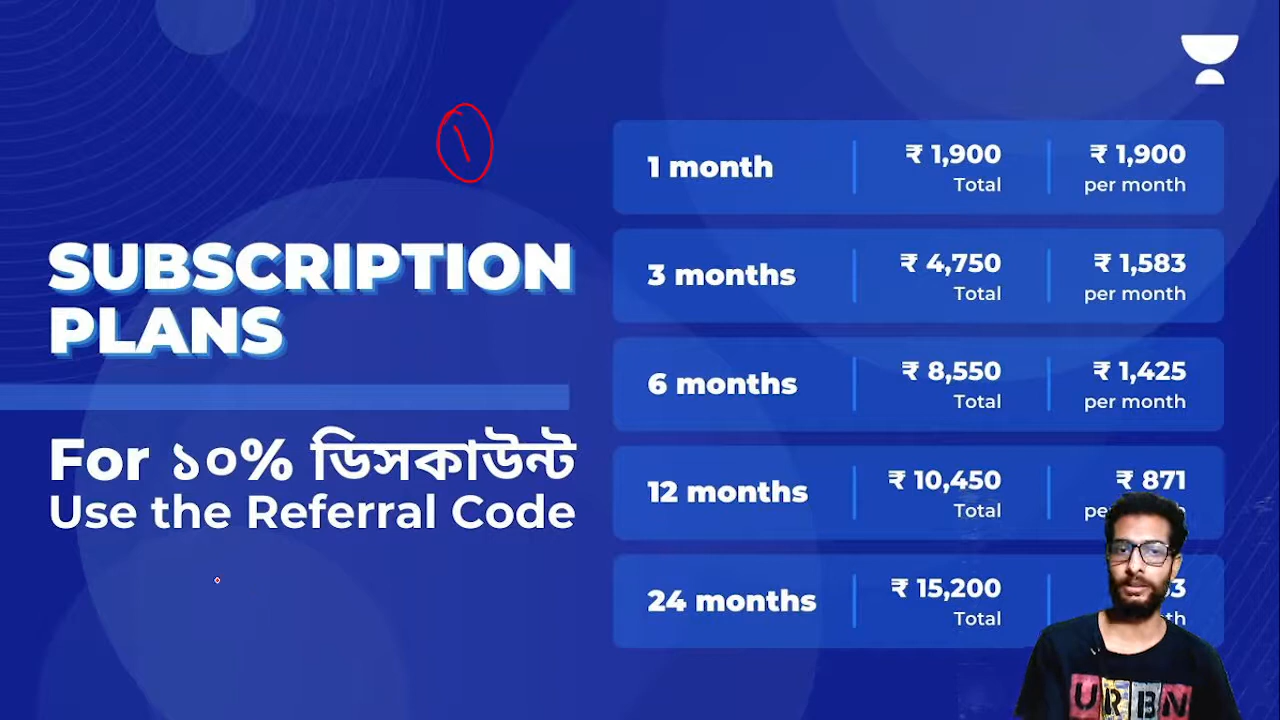 SUBSCRIPTION
PLANS
For ১০% ডিসকাউন্ট
Use the Referral Code
1 month ₹ 1,900 ₹ 1,900
Total per month
3 months ₹ 4,750 ₹ 1,583
Total per month
6 months ₹ 8,550 ₹ 1,425
Total per month
12 months ₹ 10,450 ₹ 871
Total
24 months ₹ 15,200
Total
URBN